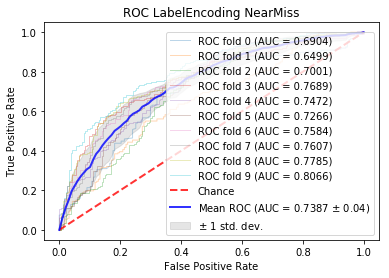 ROC LabelEncoding NearMiss
True Positive Rate
1.0
0.8
0.6
0.4
0.2
0.0
ROC fold 0 (AUC = 0.6904)
ROC fold 1 (AUC = 0.6499)
ROC fold 2 (AUC = 0.7001)
ROC fold 3 (AUC = 0.7689)
ROC fold 4 (AUC = 0.7472)
ROC fold 5 (AUC = 0.7266)
ROC fold 6 (AUC = 0.7584)
ROC fold 7 (AUC = 0.7607)
ROC fold 8 (AUC = 0.7785)
ROC fold 9 (AUC = 0.8066)
Chance
Mean ROC (AUC = 0.7387 ± 0.04)
± 1 std. dev.
0.0 0.2 0.4 0.6 0.8 1.0
False Positive Rate